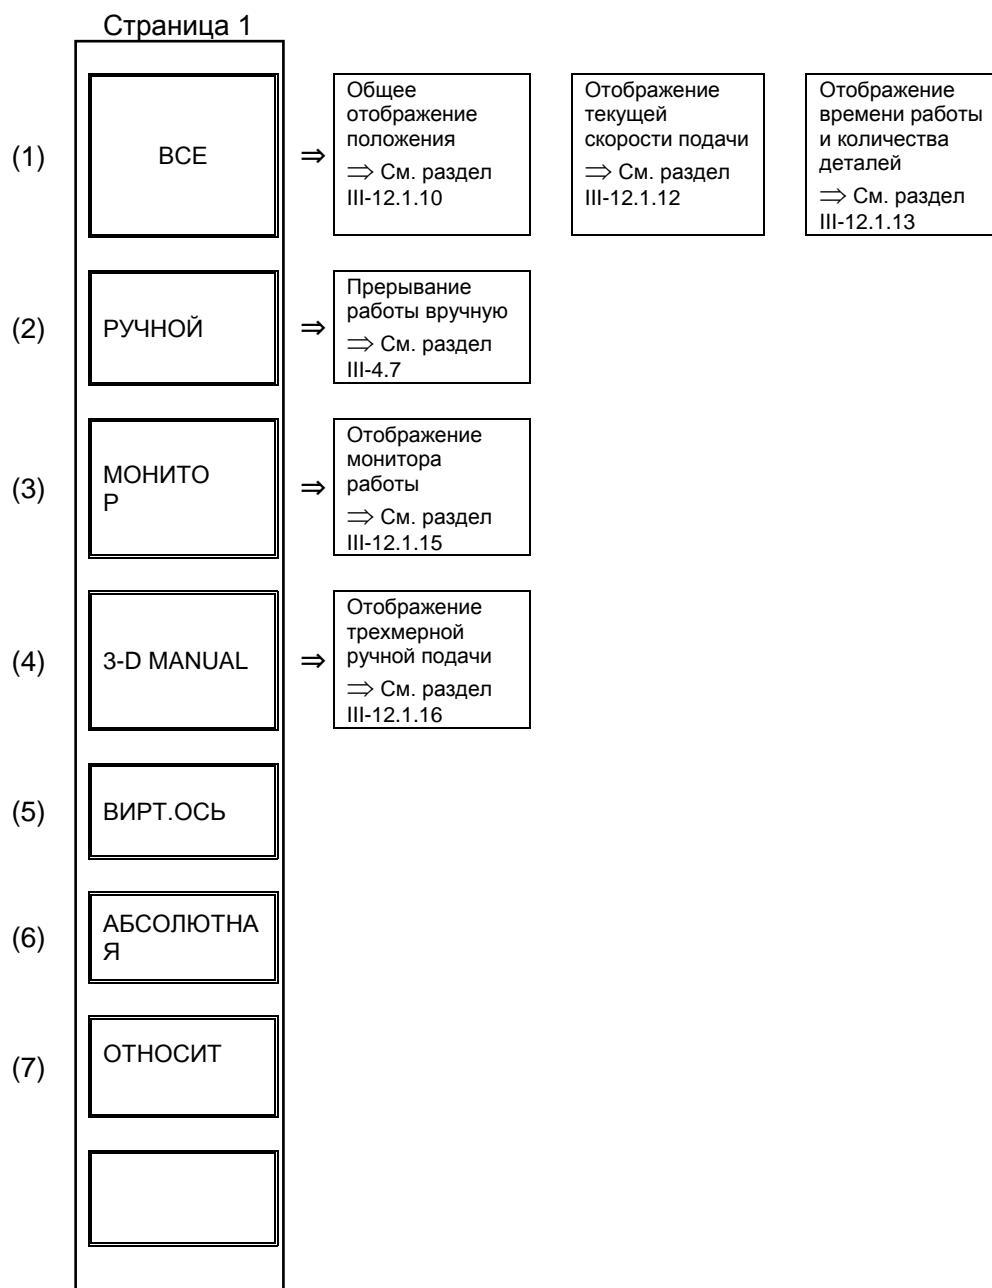 Страница 1
(1)
ВСЕ
⇒
Общее
отображение
положения
⇒ См. раздел
III-12.1.10
Отображение
текущей
скорости подачи
⇒ См. раздел
III-12.1.12
Отображение
времени работы
и количества
деталей
⇒ См. раздел
III-12.1.13
(2)
РУЧНОЙ
⇒
Прерывание
работы вручную
⇒ См. раздел
III-4.7
(3)
МОНИТО
Р
⇒
Отображение
монитора
работы
⇒ См. раздел
III-12.1.15
(4)
3-D MANUAL
⇒
Отображение
трехмерной
ручной подачи
⇒ См. раздел
III-12.1.16
(5)
ВИРТ.ОСЬ
(6)
АБСОЛЮТНА
Я
(7)
ОТНОСИТ